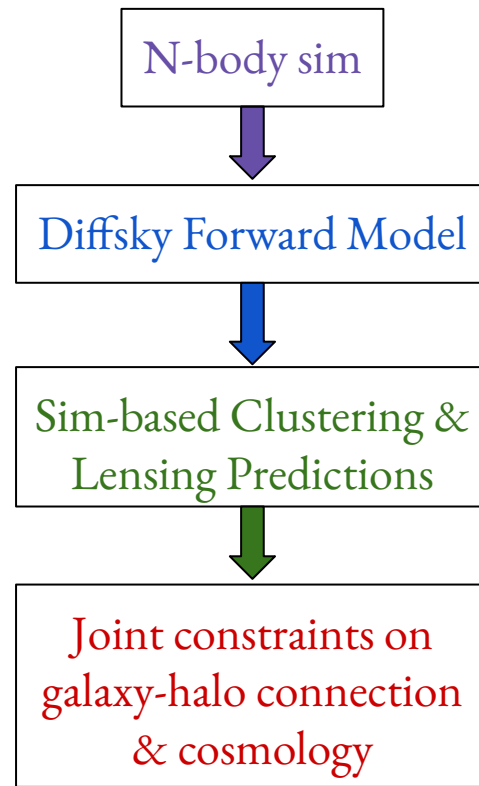 N-body sim
Diffsky Forward Model
Sim-based Clustering &
Lensing Predictions
Joint constraints on
galaxy-halo connection
& cosmology